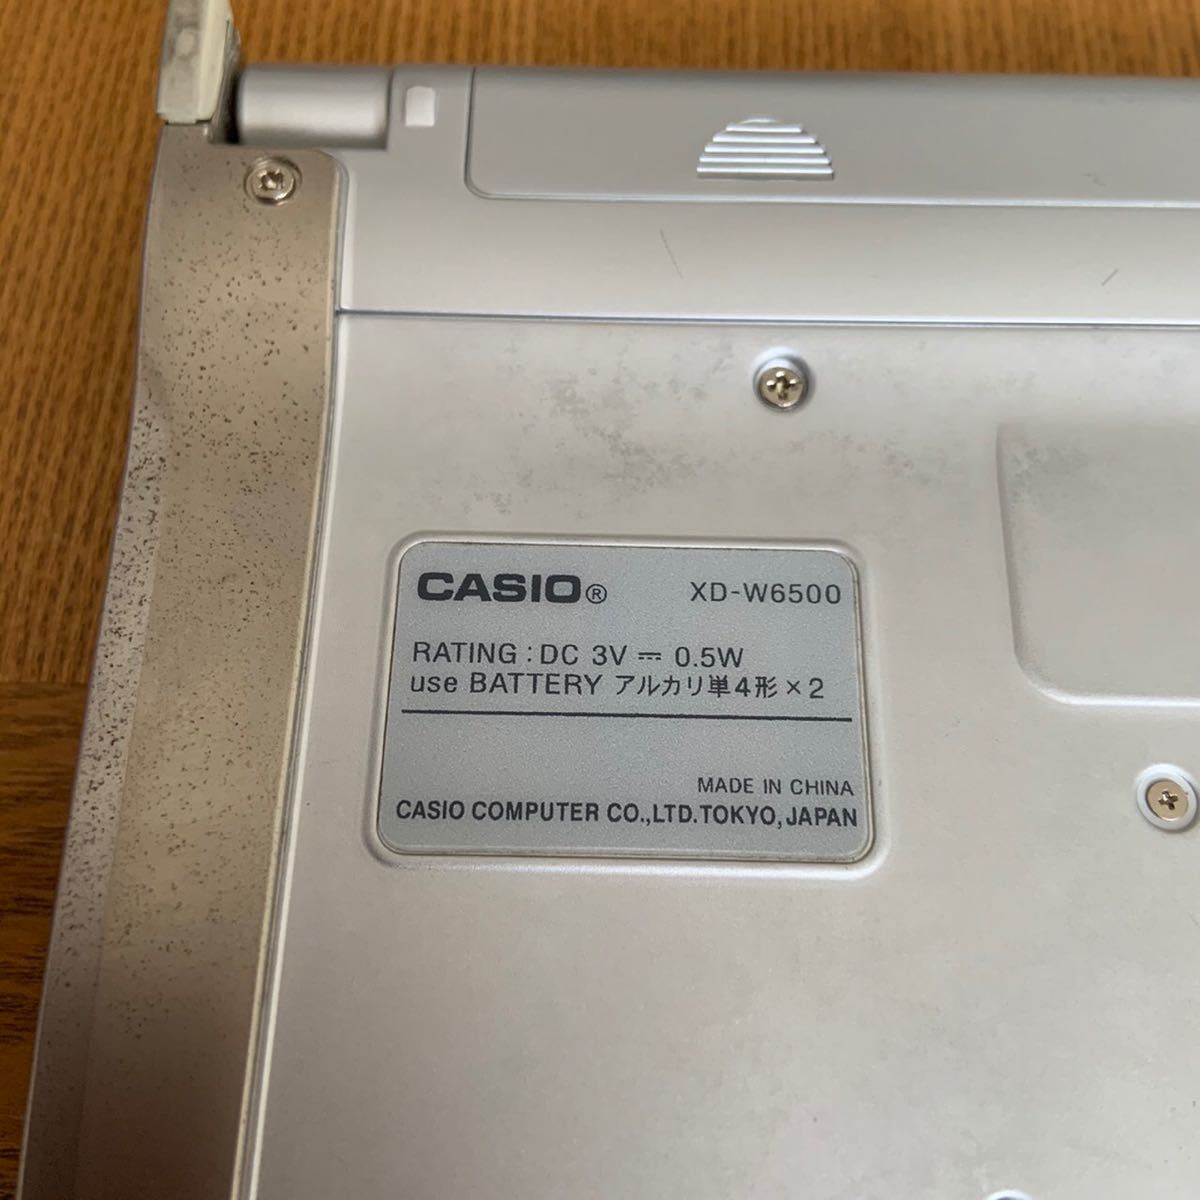 CASIO® XD-W6500
RATING : DC 3V ⎓ 0.5W
use BATTERY アルカリ単4形×2
MADE IN CHINA
CASIO COMPUTER CO.,LTD.TOKYO,JAPAN